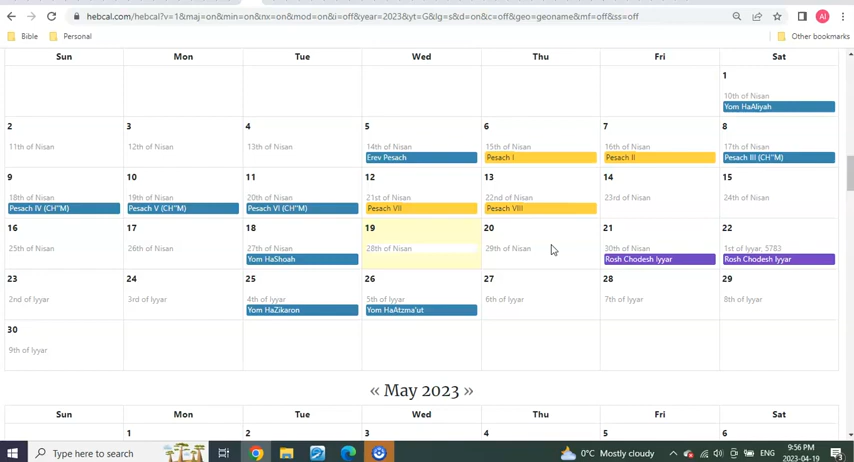 hebcal.com/hebcal?v=1&maj=on&min=on&nx=on&mod=on&i=off&year=2023&yt=G&lg=s&d=on&c=off&geo=geoname&mf=off&ss=off
AI
Bible
Personal
Other bookmarks
Sun Mon Tue Wed Thu Fri Sat
1
10th of Nisan
Yom HaAliyah
2 3 4 5 6 7 8
11th of Nisan 12th of Nisan 13th of Nisan 14th of Nisan 15th of Nisan 16th of Nisan 17th of Nisan
Erev Pesach Pesach I Pesach II Pesach III (CH''M)
9 10 11 12 13 14 15
18th of Nisan 19th of Nisan 20th of Nisan 21st of Nisan 22nd of Nisan 23rd of Nisan 24th of Nisan
Pesach IV (CH''M) Pesach V (CH''M) Pesach VI (CH''M) Pesach VII Pesach VIII
16 17 18 19 20 21 22
25th of Nisan 26th of Nisan 27th of Nisan 28th of Nisan 29th of Nisan 30th of Nisan 1st of Iyyar, 5783
Yom HaShoah Rosh Chodesh Iyyar Rosh Chodesh Iyyar
23 24 25 26 27 28 29
2nd of Iyyar 3rd of Iyyar 4th of Iyyar 5th of Iyyar 6th of Iyyar 7th of Iyyar 8th of Iyyar
Yom HaZikaron Yom HaAtzma'ut
30
9th of Iyyar
« May 2023 »
Sun Mon Tue Wed Thu Fri Sat
1 2 3 4 5 6
Type here to search
0°C Mostly cloudy
ENG
9:56 PM
2023-04-19
3